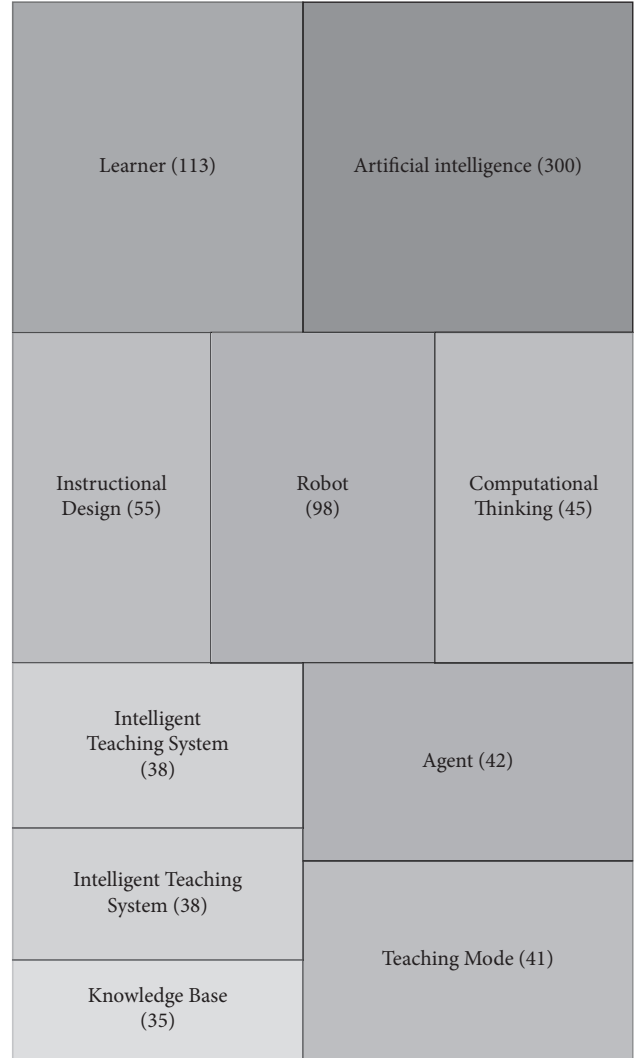 Learner (113)
Artificial intelligence (300)
Instructional
Design (55)
Robot
(98)
Computational
Thinking (45)
Intelligent
Teaching System
(38)
Agent (42)
Intelligent Teaching
System (38)
Teaching Mode (41)
Knowledge Base
(35)